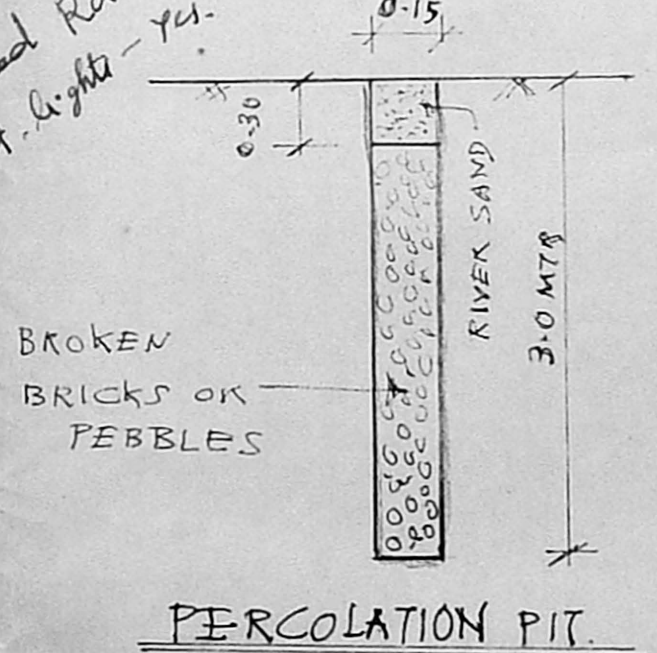 0.15
lights - yes.
0.30
RIVER SAND
3.0 MTR
BROKEN
BRICKS OR
PEBBLES
PERCOLATION PIT.